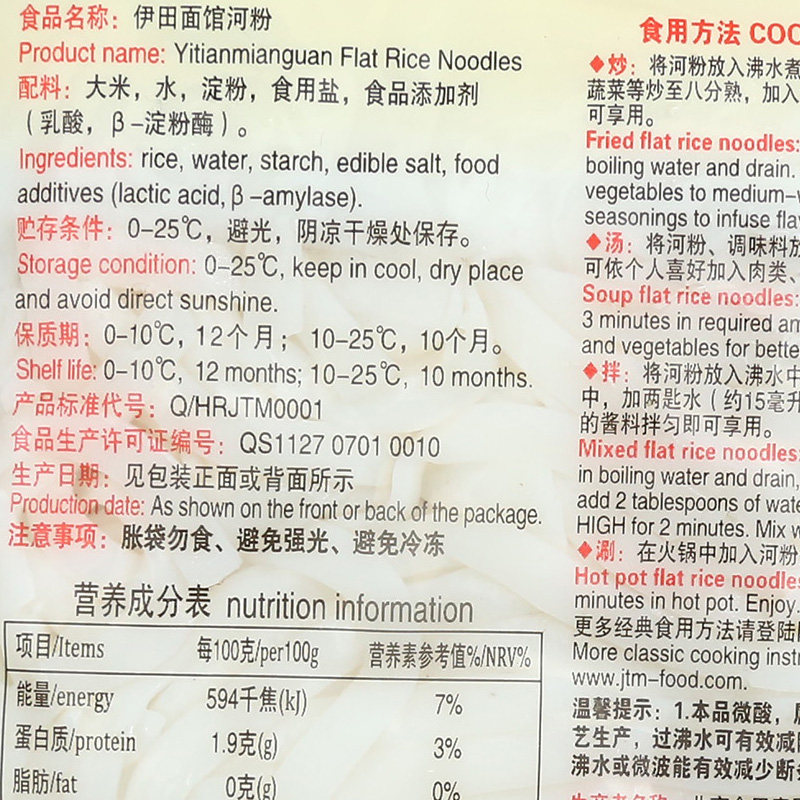 食品名称：伊田面馆河粉
Product name: Yitianmianguan Flat Rice Noodles
配料：大米，水，淀粉，食用盐，食品添加剂
（乳酸，β–淀粉酶）。
Ingredients: rice, water, starch, edible salt, food
additives (lactic acid, β –amylase).
贮存条件：0–25℃，避光，阴凉干燥处保存。
Storage condition: 0–25℃, keep in cool, dry place
and avoid direct sunshine.
保质期：0–10℃，12个月； 10–25℃，10个月。
Shelf life: 0–10℃, 12 months; 10–25℃, 10 months.
产品标准代号：Q/HRJTM0001
食品生产许可证编号：QS1127 0701 0010
生产日期：见包装正面或背面所示
Production date: As shown on the front or back of the package.
注意事项：胀袋勿食、避免强光、避免冷冻
营养成分表 nutrition information
项目/Items 每100克/per100g 营养素参考值%/NRV%
能量/energy 594千焦(kJ) 7%
蛋白质/protein 1.9克(g) 3%
脂肪/fat 0克(g) 0%
食用方法 COO
◆炒：将河粉放入沸水煮
蔬菜等炒至八分熟，加入
可享用。
Fried flat rice noodles:
boiling water and drain.
vegetables to medium–
seasonings to infuse fla
◆汤：将河粉、调味料放
可依个人喜好加入肉类、
Soup flat rice noodles:
3 minutes in required am
and vegetables for bette
◆拌：将河粉放入沸水中
中，加两匙水（约15毫升
的酱料拌匀即可享用。
Mixed flat rice noodles:
in boiling water and drain,
add 2 tablespoons of wate
HIGH for 2 minutes. Mix w
◆涮：在火锅中加入河粉
Hot pot flat rice noodles
minutes in hot pot. Enjoy.
更多经典食用方法请登陆
More classic cooking inst
www.jtm-food.com.
温馨提示：1.本品微酸，
艺生产，过沸水可有效减
沸水或微波能有效减少断